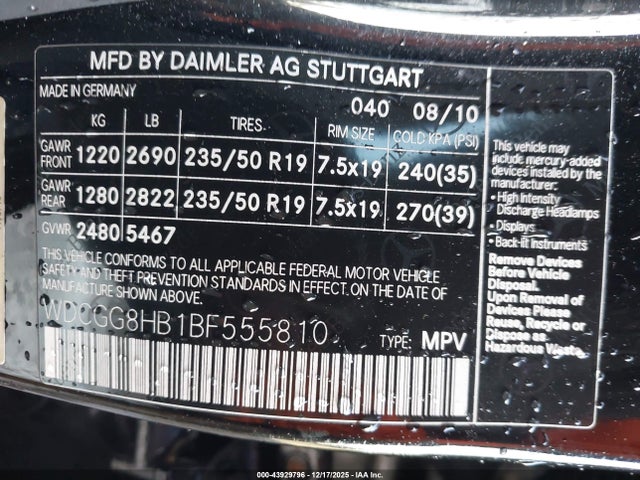 MFD BY DAIMLER AG STUTTGART
MADE IN GERMANY
040 08/10
KG LB TIRES RIM SIZE COLD KPA (PSI)
GAWR FRONT 1220 2690 235/50 R19 7.5x19 240(35)
GAWR REAR 1280 2822 235/50 R19 7.5x19 270(39)
GVWR 2480 5467
THIS VEHICLE CONFORMS TO ALL APPLICABLE FEDERAL MOTOR VEHICLE
SAFETY AND THEFT PREVENTION STANDARDS IN EFFECT. ON THE DATE
OF MANUFACTURE SHOWN ABOVE.
WDCGG8HB1BF555810
TYPE: MPV
This vehicle may
include mercury-added
devices installed by the
manufacturer:
• High Intensity
Discharge Headlamps
• Displays
• Back-lit Instruments
Remove Devices
Before Vehicle
Disposal.
Upon Removal of
Devices Please
Reuse, Recycle or
Dispose as
Hazardous Waste.
000-43929796 - 12/17/2025 - IAA Inc.